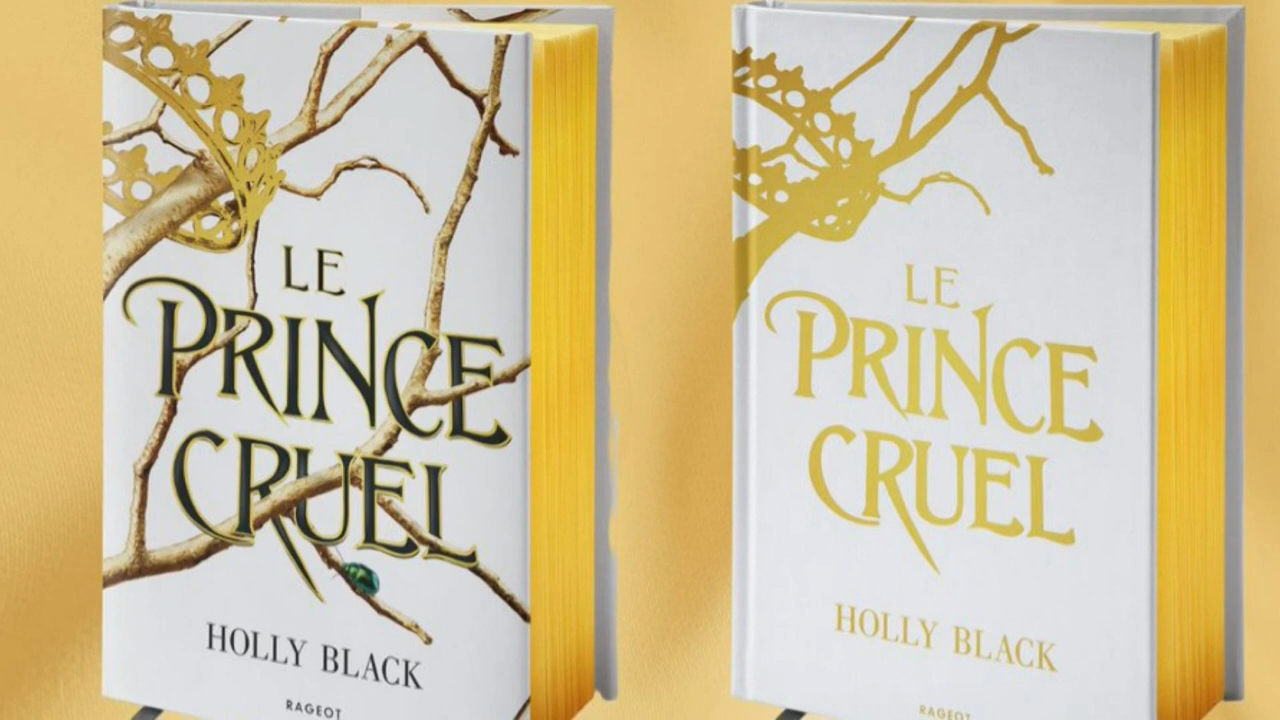 LE
PRINCE
CRUEL
HOLLY BLACK
RAGEOT
LE
PRINCE
CRUEL
HOLLY BLACK
RAGEOT